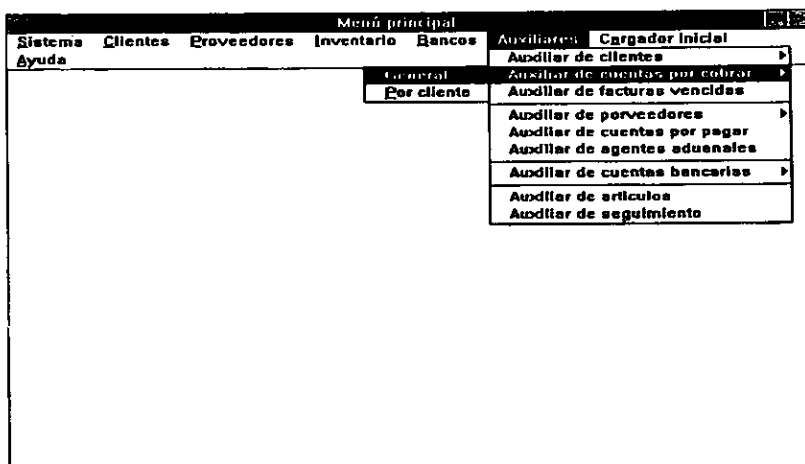 Menú principal
Sistema Clientes Proveedores Inventario Bancos Auxiliares Cargador Inicial
Ayuda
Auxiliar de clientes
General Auxiliar de cuentas por cobrar
Por cliente Auxiliar de facturas vencidas
Auxiliar de porveedores
Auxiliar de cuentas por pagar
Auxiliar de agentes aduanales
Auxiliar de cuentas bancarias
Auxiliar de articulos
Auxiliar de seguimiento